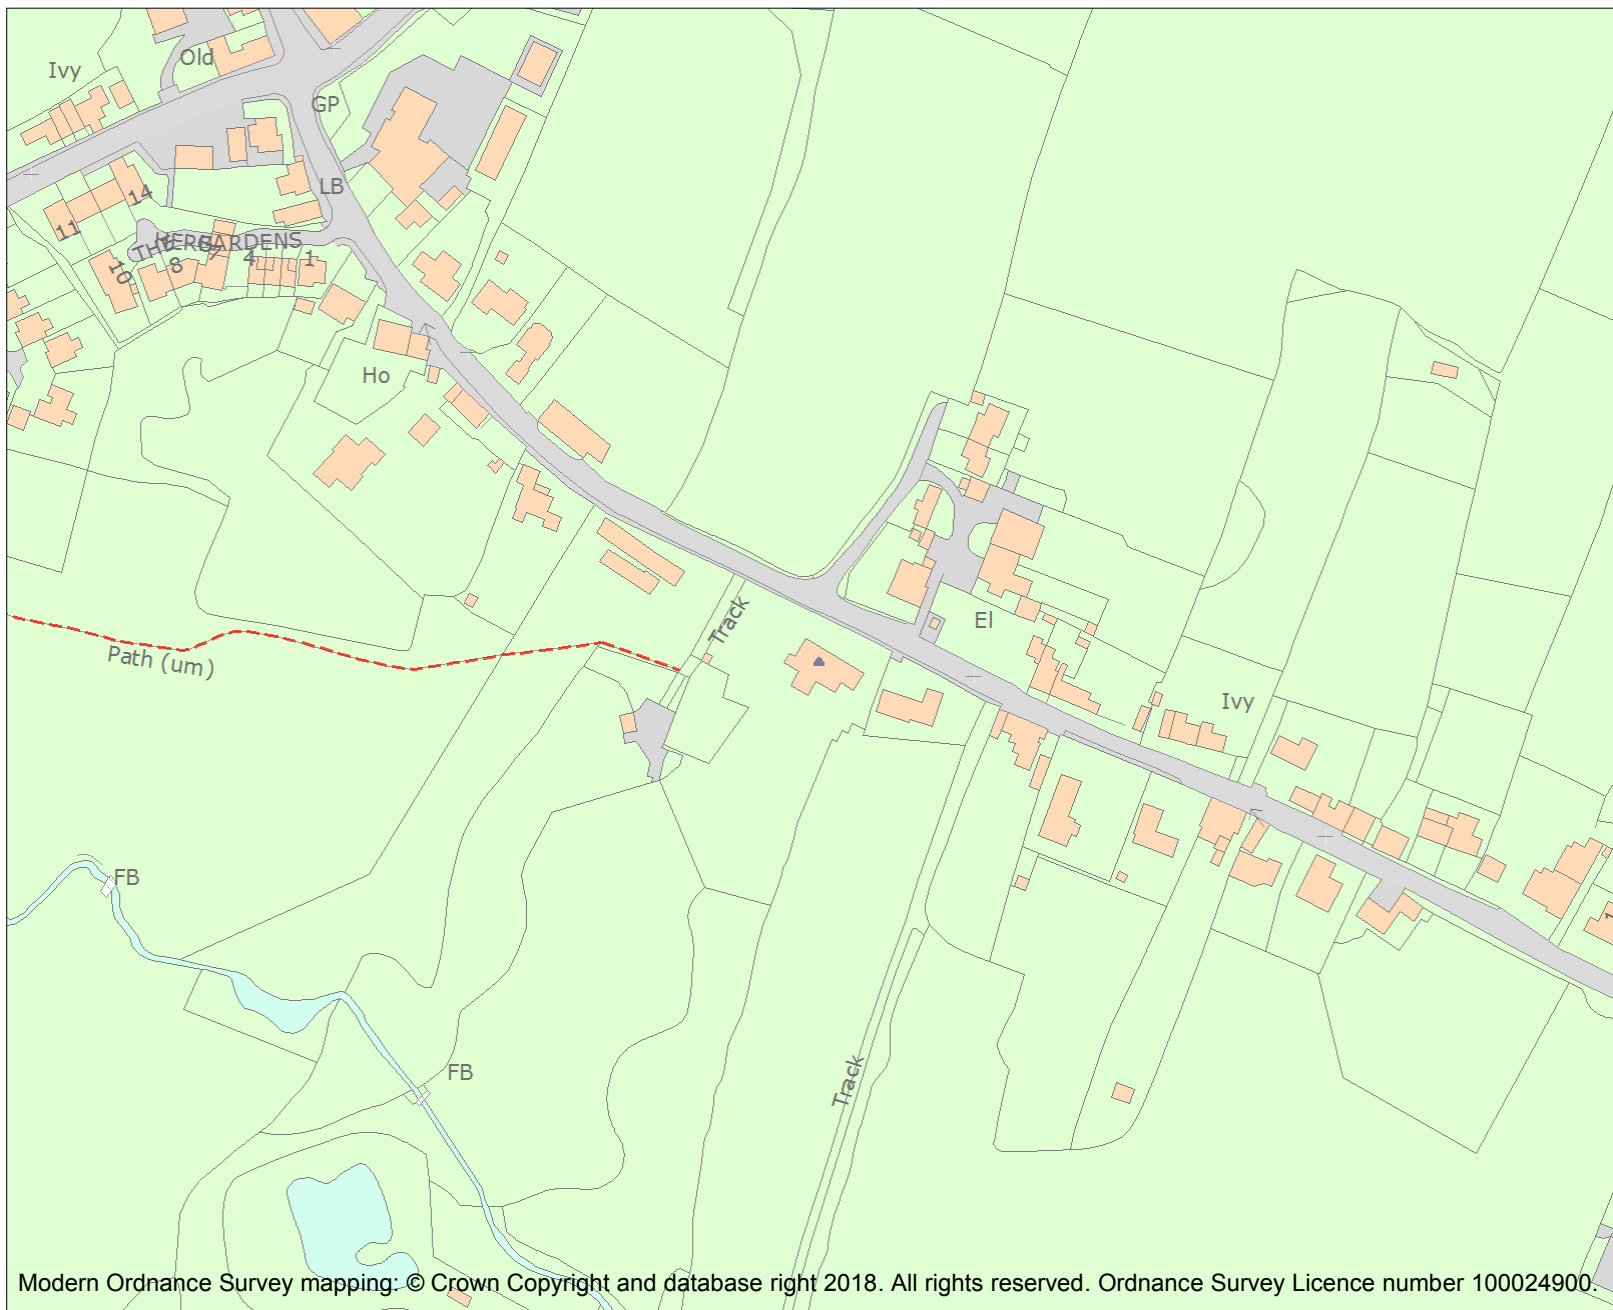 Old
Ivy
GP
LB
14
11
THE HERB GARDENS
10
8
6
7
4
1
Ho
Track
El
Path (um)
Ivy
FB
FB
Track
Modern Ordnance Survey mapping: © Crown Copyright and database right 2018. All rights reserved. Ordnance Survey Licence number 100024900.